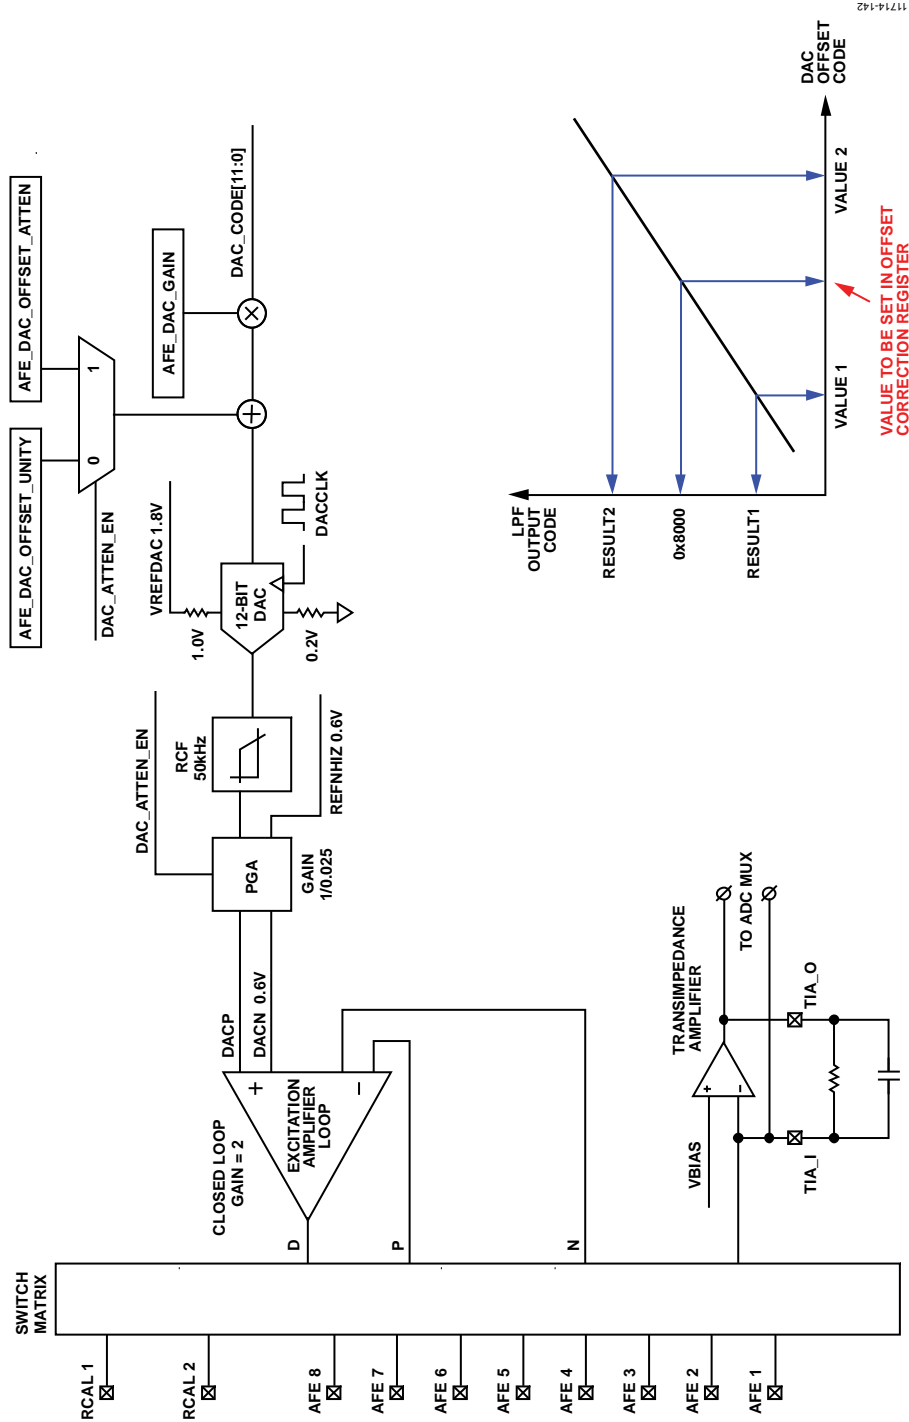 SWITCH
MATRIX
RCAL 1
RCAL 2
AFE 8
AFE 7
AFE 6
AFE 5
AFE 4
AFE 3
AFE 2
AFE 1
D
P
N
CLOSED LOOP
GAIN = 2
EXCITATION
AMPLIFIER
LOOP
+
–
DACP
DACN 0.6V
DAC_ATTEN_EN
PGA
GAIN
1/0.025
REFNHIZ 0.6V
RCF
50kHz
VREFDAC 1.8V
1.0V
12-BIT
DAC
0.2V
DACCLK
AFE_DAC_OFFSET_UNITY
AFE_DAC_OFFSET_ATTEN
DAC_ATTEN_EN
0
1
AFE_DAC_GAIN
DAC_CODE[11:0]
TRANSIMPEDANCE
AMPLIFIER
VBIAS
+
–
TIA_I
TIA_O
TO ADC MUX
LPF
OUTPUT
CODE
RESULT2
0x8000
RESULT1
VALUE 1
VALUE 2
DAC
OFFSET
CODE
VALUE TO BE SET IN OFFSET
CORRECTION REGISTER
11714-142